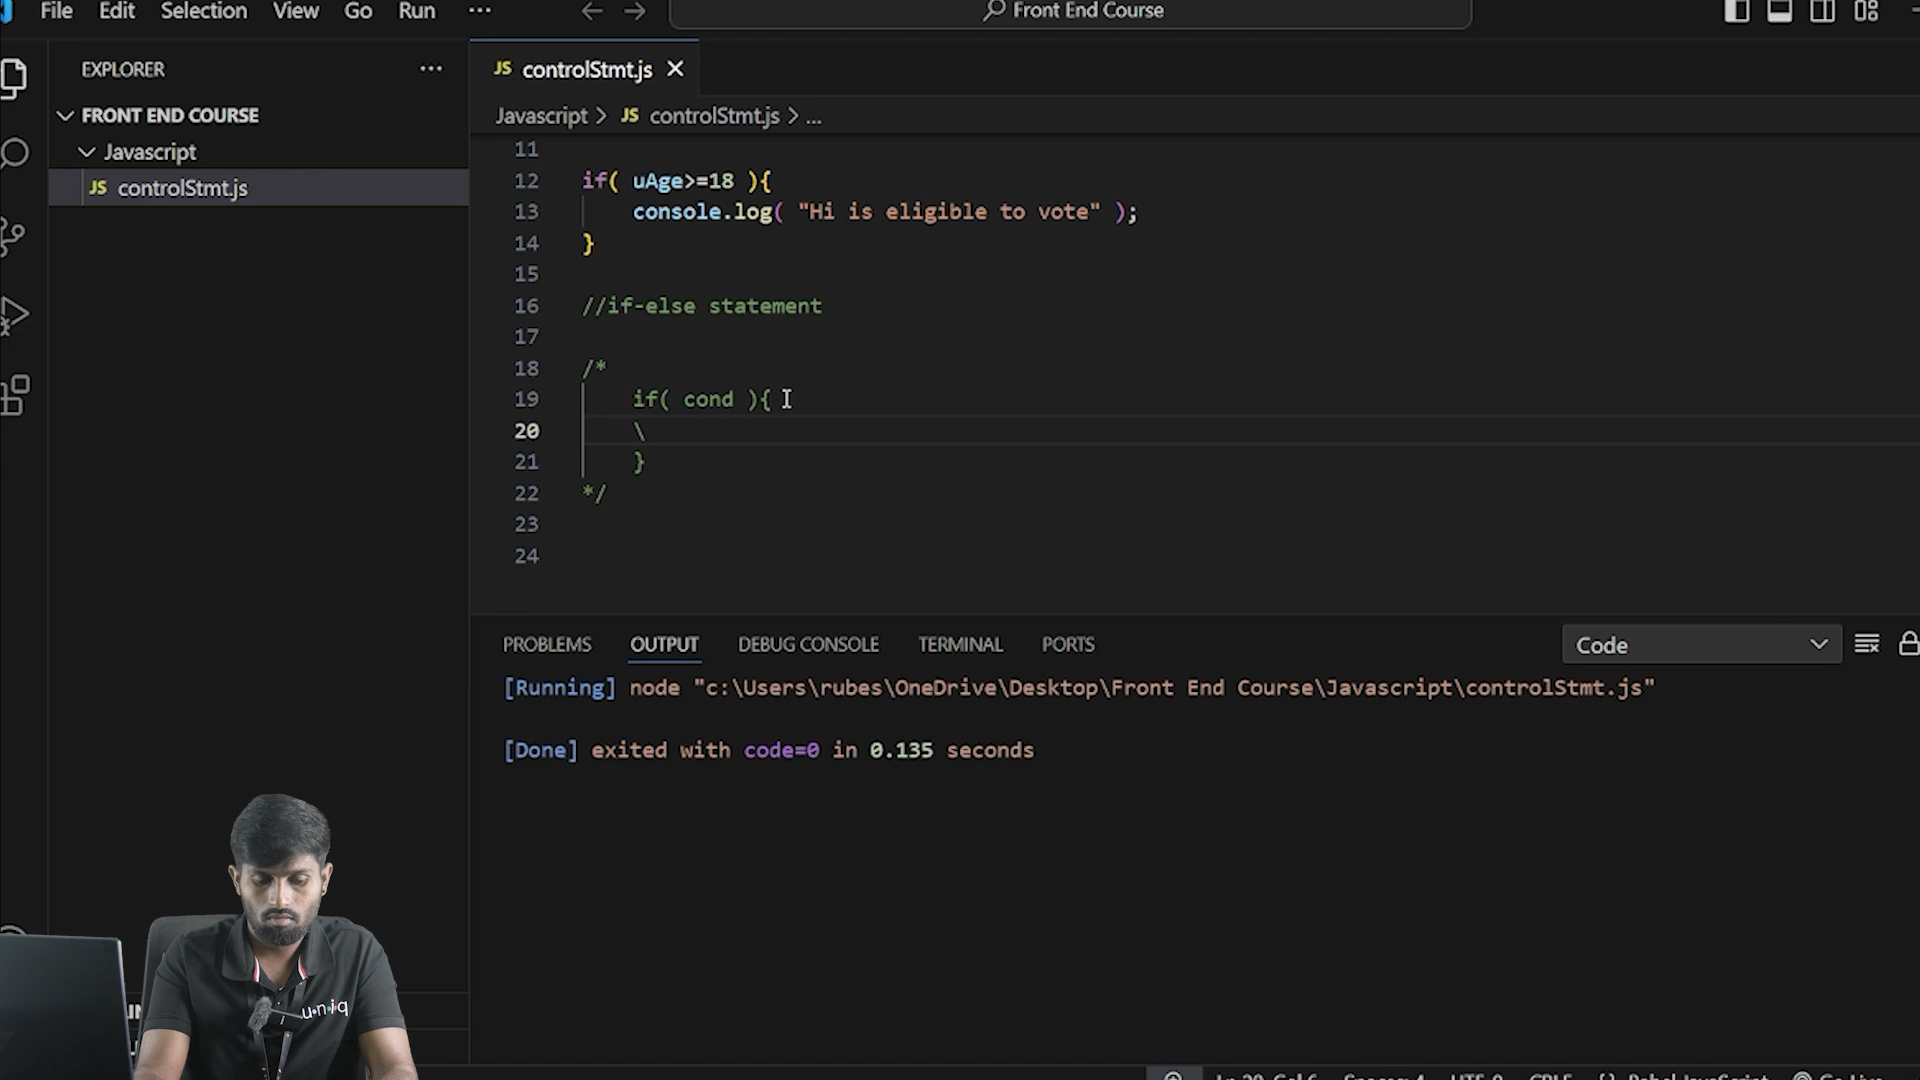 File Edit Selection View Go Run ...
Front End Course
EXPLORER ...
FRONT END COURSE
Javascript
JS controlStmt.js
JS controlStmt.js
Javascript > JS controlStmt.js > ...
11
12 if( uAge>=18 ){
13 console.log( "Hi is eligible to vote" );
14 }
15
16 //if-else statement
17
18 /*
19 if( cond ){
20 \
21 }
22 */
23
24
PROBLEMS OUTPUT DEBUG CONSOLE TERMINAL PORTS
Code
[Running] node "c:\Users\rubes\OneDrive\Desktop\Front End Course\Javascript\controlStmt.js"
[Done] exited with code=0 in 0.135 seconds
u·n·i·q